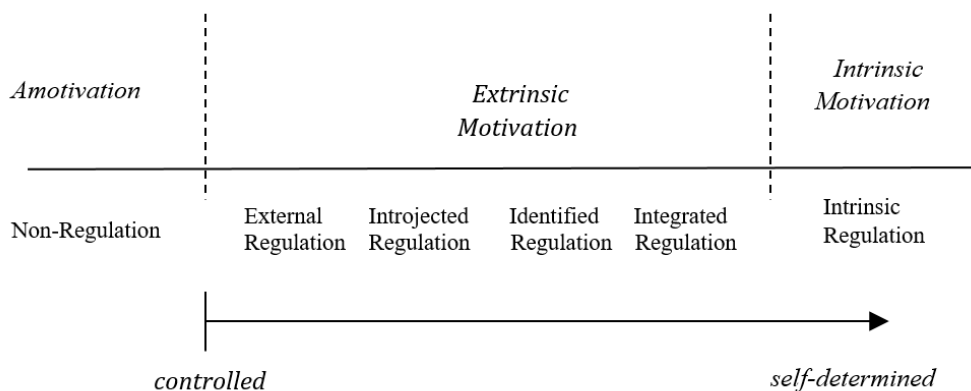 Amotivation
Extrinsic
Motivation
Intrinsic
Motivation
Non-Regulation
External
Regulation
Introjected
Regulation
Identified
Regulation
Integrated
Regulation
Intrinsic
Regulation
controlled
self-determined